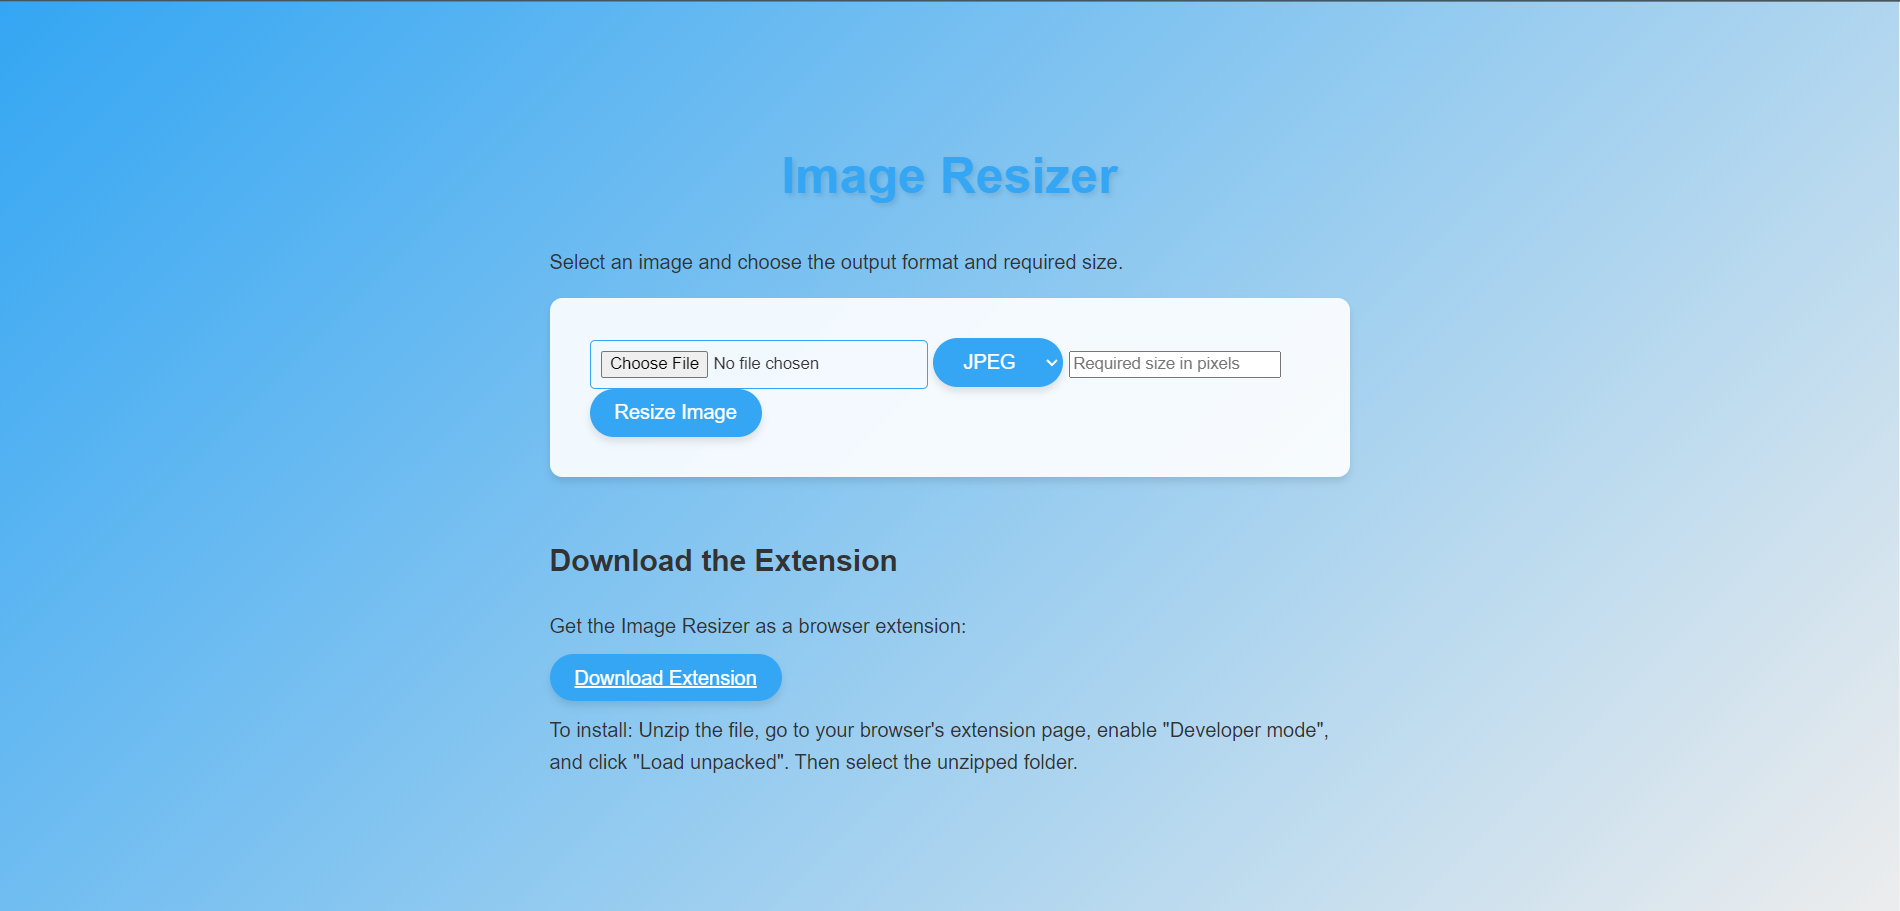 Image Resizer
Select an image and choose the output format and required size.
Choose File No file chosen JPEG Required size in pixels
Resize Image
Download the Extension
Get the Image Resizer as a browser extension:
Download Extension
To install: Unzip the file, go to your browser's extension page, enable "Developer mode",
and click "Load unpacked". Then select the unzipped folder.